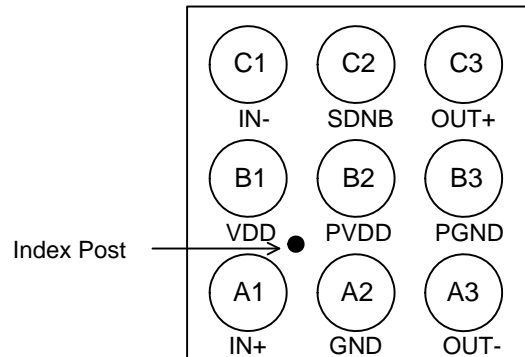 C1 C2 C3
IN- SDNB OUT+
B1 B2 B3
VDD PVDD PGND
Index Post
A1 A2 A3
IN+ GND OUT-